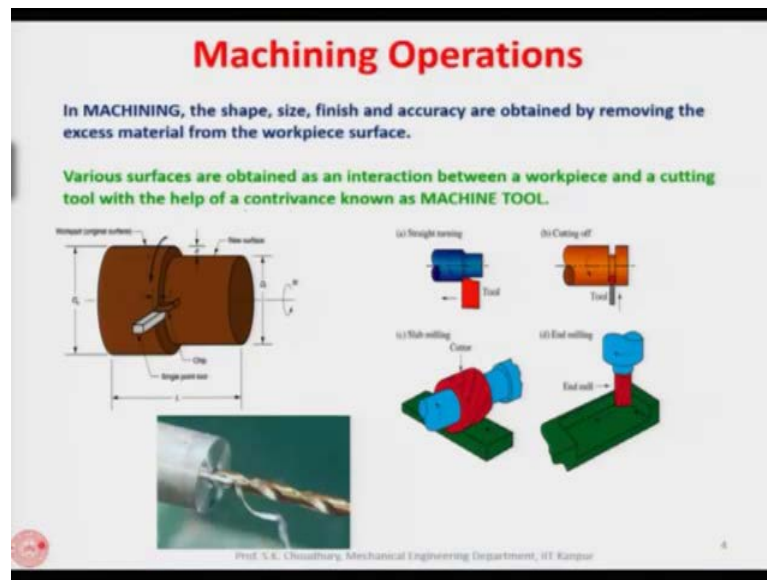 Machining Operations
In MACHINING, the shape, size, finish and accuracy are obtained by removing the
excess material from the workpiece surface.
Various surfaces are obtained as an interaction between a workpiece and a cutting
tool with the help of a contrivance known as MACHINE TOOL.
(a) Straight turning
(b) Cutting off
New surface
Tool
Tool
(c) Slab milling
(d) End milling
Cutter
Chip
End mill
Single point tool
L
Prof. S.K. Choudhury, Mechanical Engineering Department, IIT Kanpur
4